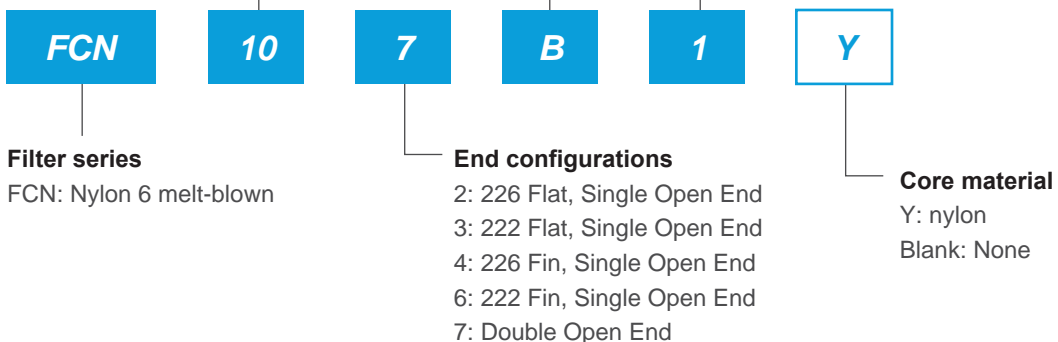 FCN 10 7 B 1 Y
Filter series
FCN: Nylon 6 melt-blown
End configurations
2: 226 Flat, Single Open End
3: 222 Flat, Single Open End
4: 226 Fin, Single Open End
6: 222 Fin, Single Open End
7: Double Open End
Core material
Y: nylon
Blank: None